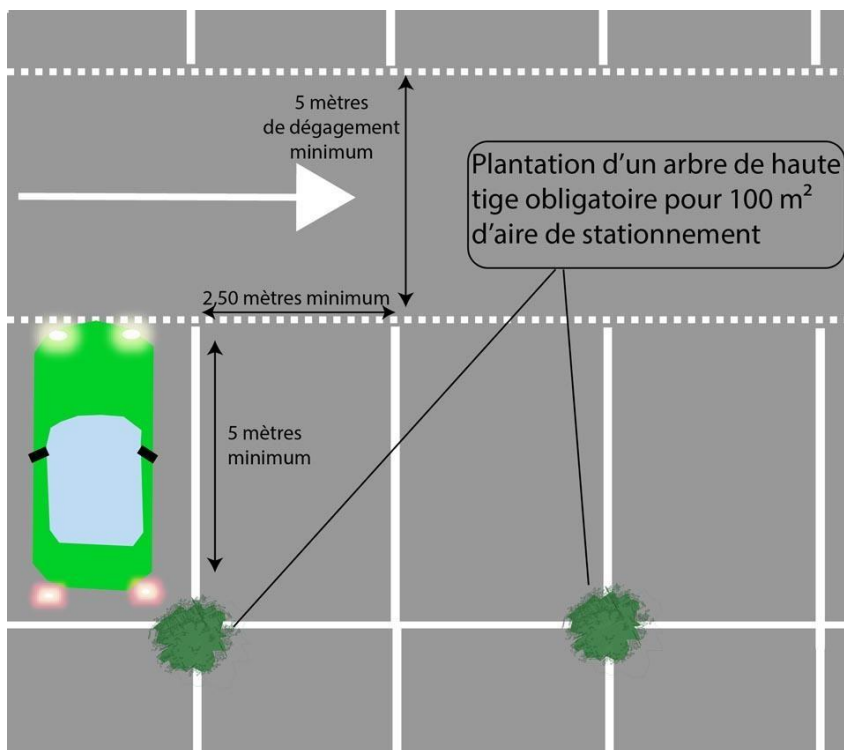 5 mètres
de dégagement
minimum
Plantation d'un arbre de haute
tige obligatoire pour 100 m²
d'aire de stationnement
2,50 mètres minimum
5 mètres
minimum